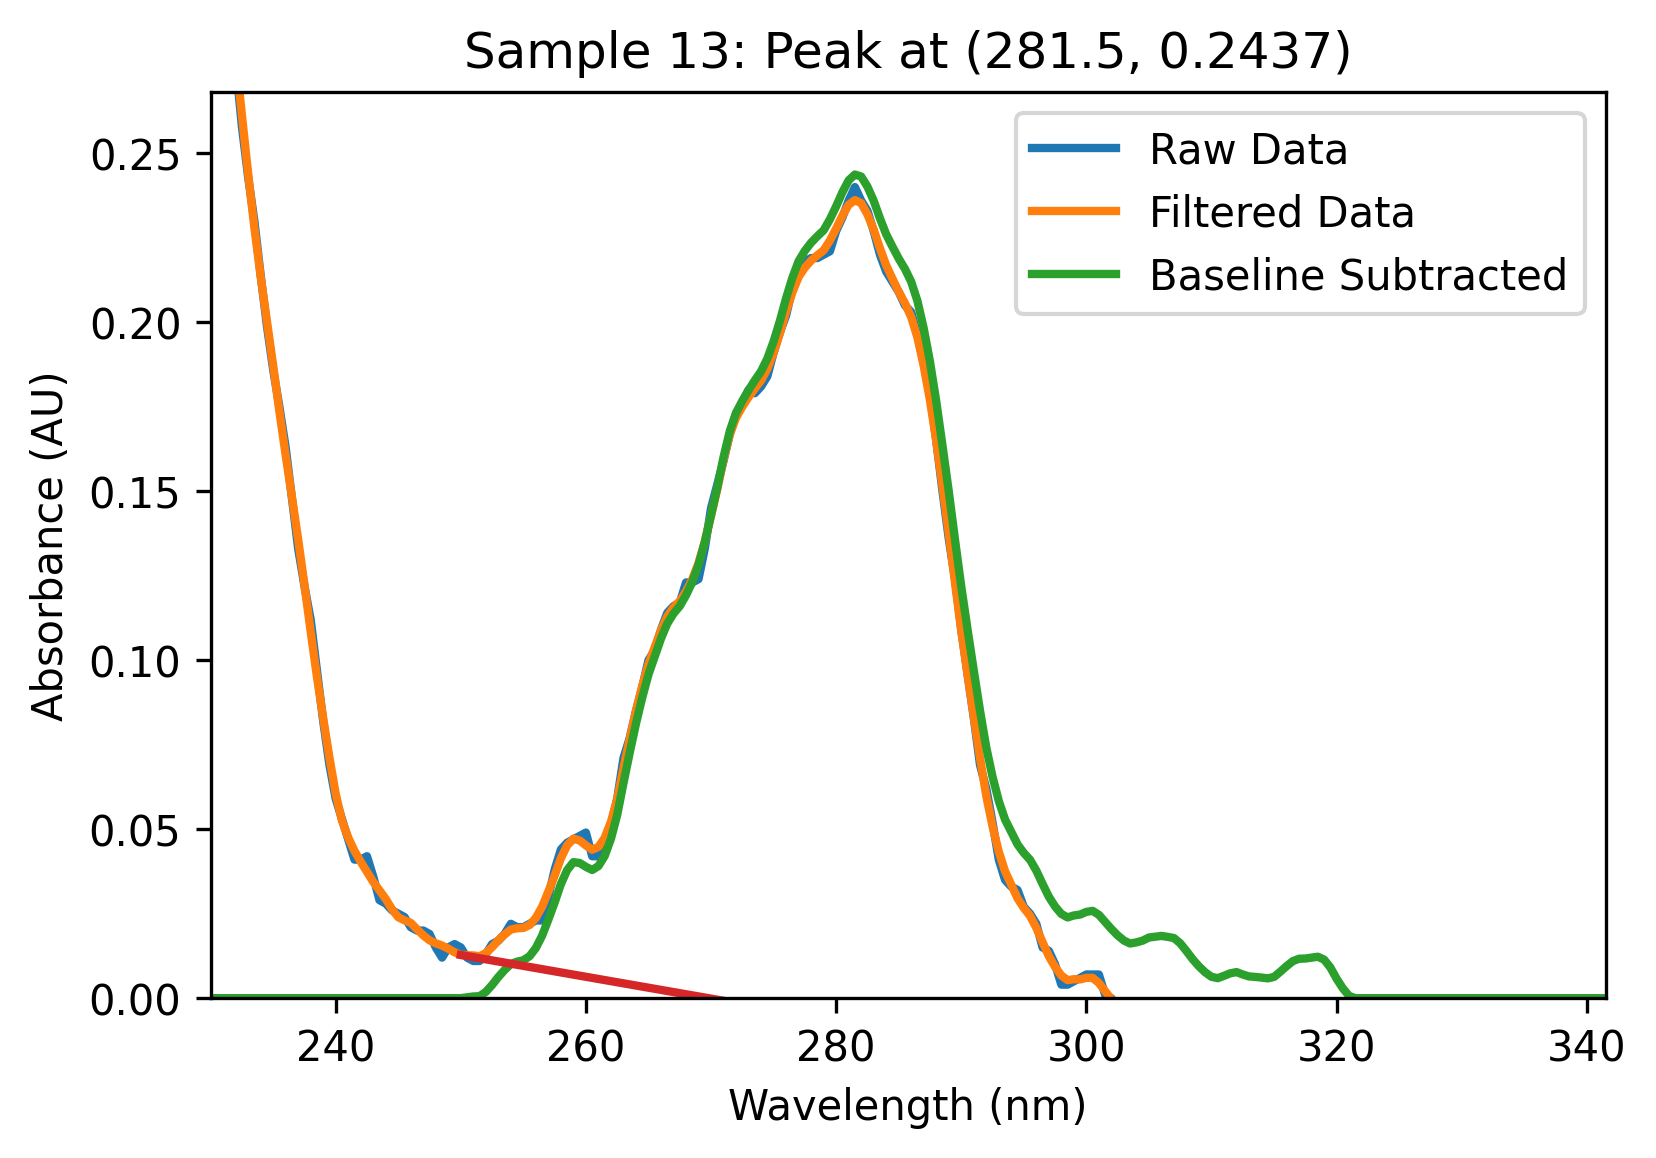 Sample 13: Peak at (281.5, 0.2437)
Raw Data
Filtered Data
Baseline Subtracted
Absorbance (AU)
0.25
0.20
0.15
0.10
0.05
0.00
240 260 280 300 320 340
Wavelength (nm)